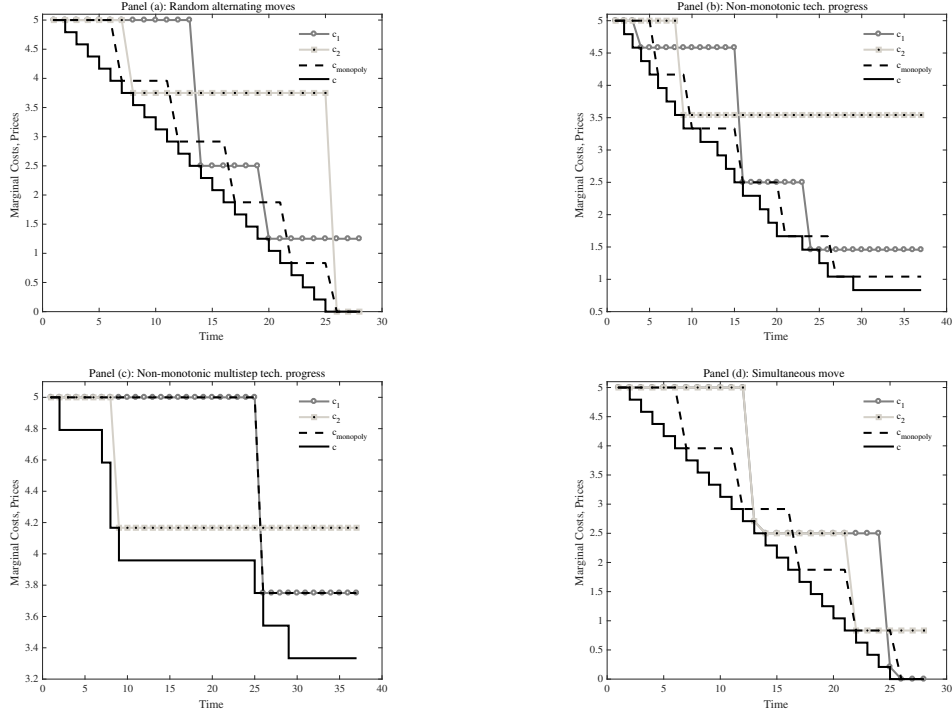 Panel (a): Random alternating moves
5
4.5
4
3.5
3
2.5
2
1.5
1
0.5
0
Marginal Costs, Prices
0
5
10
15
20
25
30
Time
c1
c2
cmonopoly
c
Panel (b): Non-monotonic tech. progress
5
4.5
4
3.5
3
2.5
2
1.5
1
0.5
Marginal Costs, Prices
0
5
10
15
20
25
30
35
40
Time
c1
c2
cmonopoly
c
Panel (c): Non-monotonic multistep tech. progress
5
4.8
4.6
4.4
4.2
4
3.8
3.6
3.4
3.2
Marginal Costs, Prices
0
5
10
15
20
25
30
35
40
Time
c1
c2
cmonopoly
c
Panel (d): Simultaneous move
5
4.5
4
3.5
3
2.5
2
1.5
1
0.5
0
Marginal Costs, Prices
0
5
10
15
20
25
30
Time
c1
c2
cmonopoly
c